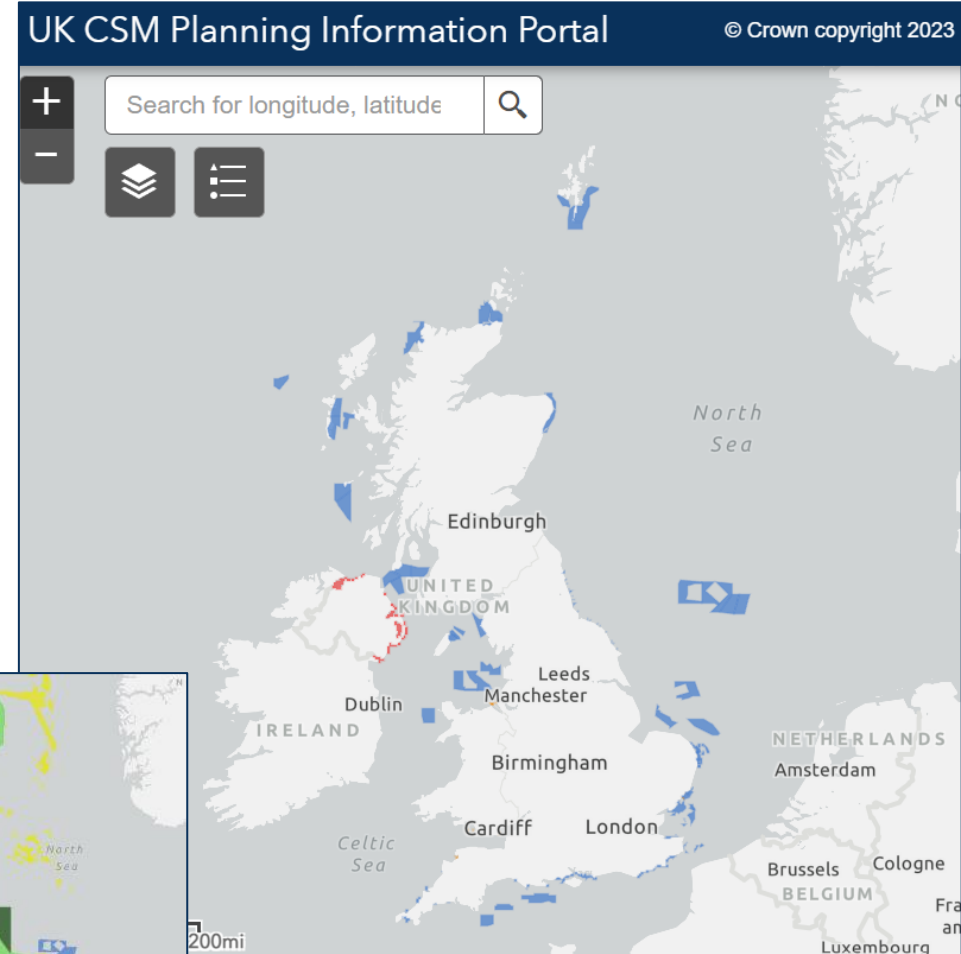 UK CSM Planning Information Portal
© Crown copyright 2023
+
Search for longitude, latitude
−
North
Sea
Edinburgh
UNITED
KINGDOM
Leeds
Manchester
Dublin
IRELAND
NETHERLANDS
Birmingham
Amsterdam
Cardiff
London
Celtic
Sea
Brussels
Cologne
BELGIUM
North
Sea
200mi
Luxembourg